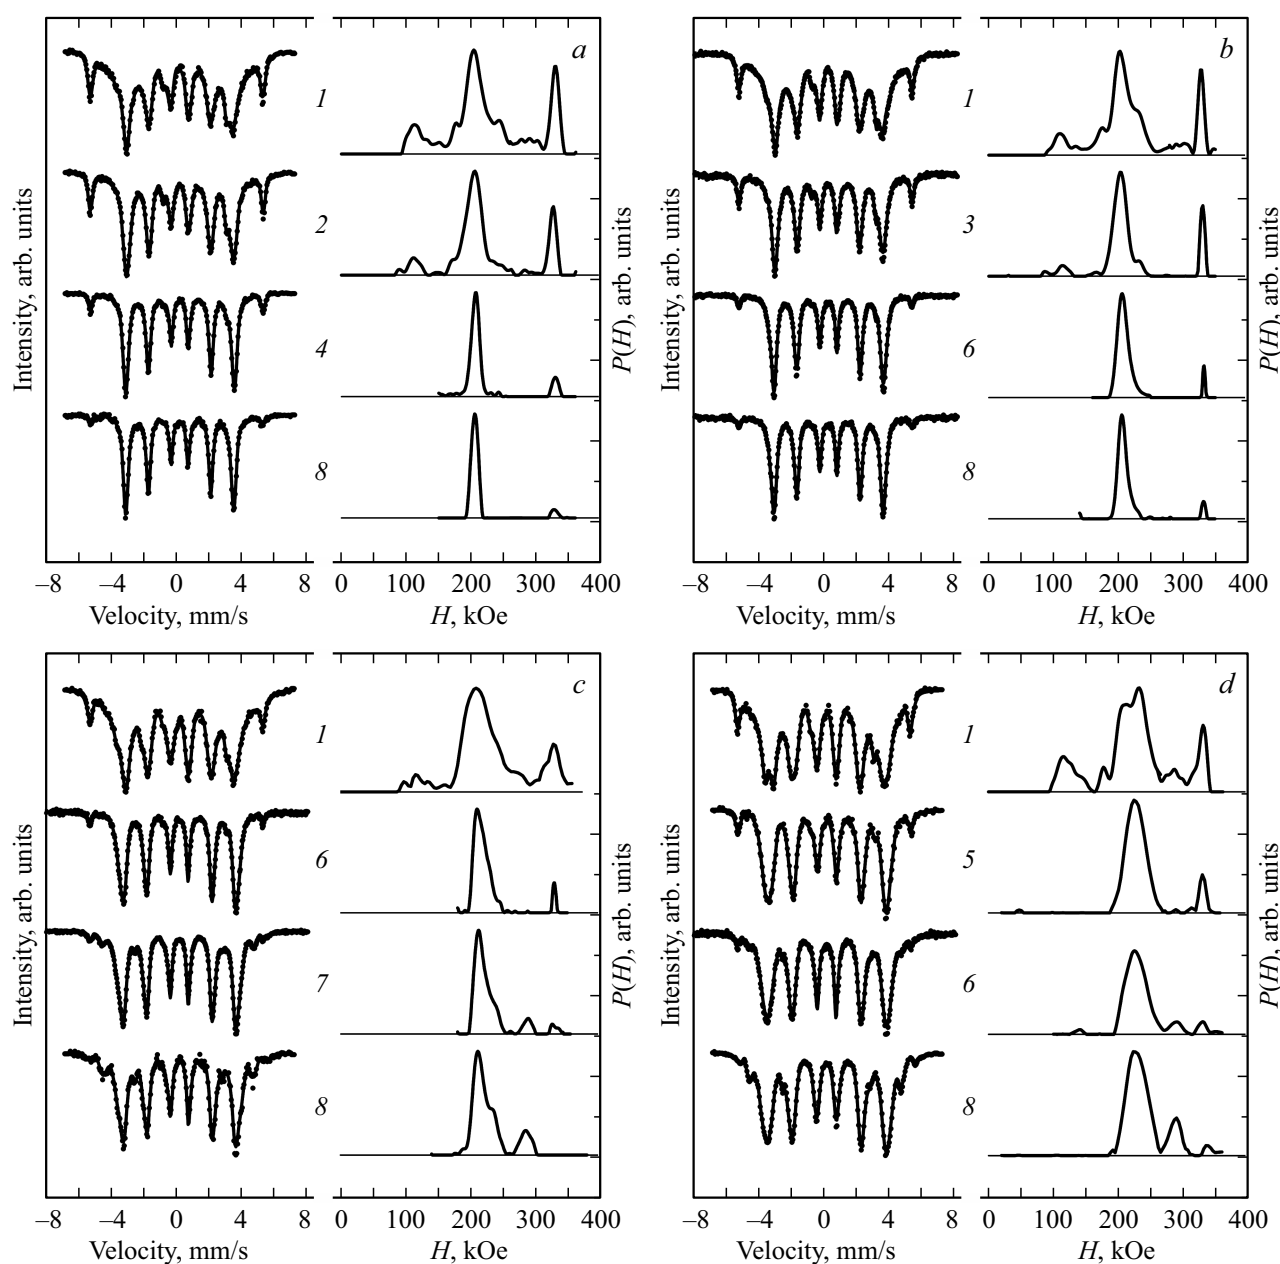 a
b
1
1
2
3
4
6
8
8
Intensity, arb. units
P(H), arb. units
Intensity, arb. units
P(H), arb. units
–8 –4 0 4 8 0 100 200 300 400
–8 –4 0 4 8 0 100 200 300 400
Velocity, mm/s H, kOe
Velocity, mm/s H, kOe
c
d
1
1
6
5
7
6
8
8
Intensity, arb. units
P(H), arb. units
Intensity, arb. units
P(H), arb. units
–8 –4 0 4 8 0 100 200 300 400
–8 –4 0 4 8 0 100 200 300 400
Velocity, mm/s H, kOe
Velocity, mm/s H, kOe